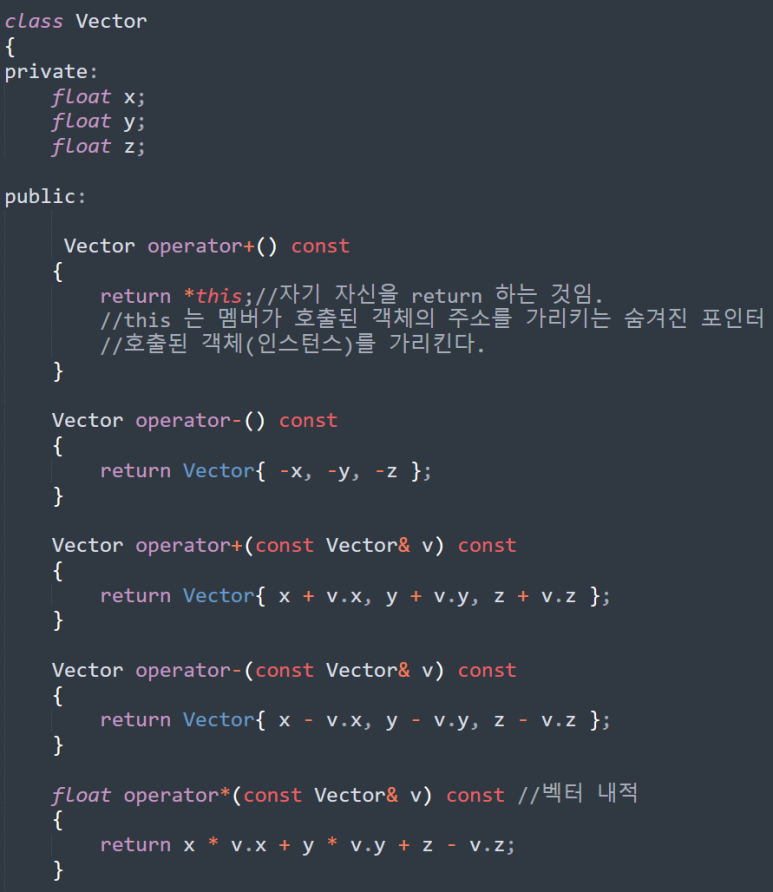 class Vector
{
private:
    float x;
    float y;
    float z;
public:
    Vector operator+() const
    {
        return *this;//자기 자신을 return 하는 것임.
        //this 는 멤버가 호출된 객체의 주소를 가리키는 숨겨진 포인터
        //호출된 객체(인스턴스)를 가리킨다.
    }
    Vector operator-() const
    {
        return Vector{ -x, -y, -z };
    }
    Vector operator+(const Vector& v) const
    {
        return Vector{ x + v.x, y + v.y, z + v.z };
    }
    Vector operator-(const Vector& v) const
    {
        return Vector{ x - v.x, y - v.y, z - v.z };
    }
    float operator*(const Vector& v) const //벡터 내적
    {
        return x * v.x + y * v.y + z - v.z;
    }